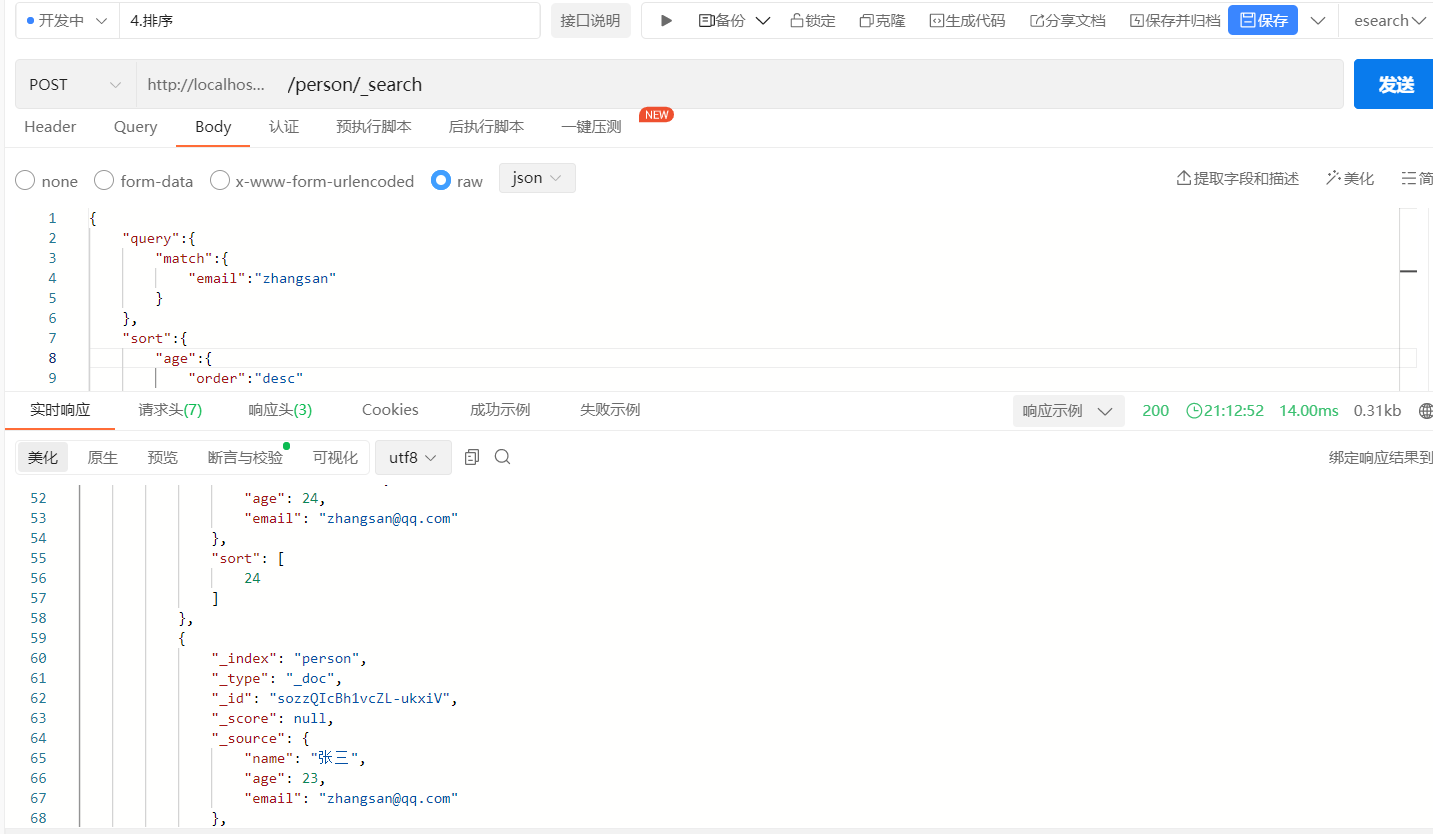 开发中 4.排序 接口说明 备份 锁定 克隆 生成代码 分享文档 保存并归档 保存 esearch
POST http://localhos... /person/_search 发送
Header Query Body 认证 预执行脚本 后执行脚本 一键压测 NEW
none form-data x-www-form-urlencoded raw json 提取字段和描述 美化 简
1 {
2 "query":{
3 "match":{
4 "email":"zhangsan"
5 }
6 },
7 "sort":{
8 "age":{
9 "order":"desc"
实时响应 请求头(7) 响应头(3) Cookies 成功示例 失败示例 响应示例 200 21:12:52 14.00ms 0.31kb
美化 原生 预览 断言与校验 可视化 utf8 绑定响应结果到
52 "age": 24,
53 "email": "zhangsan@qq.com"
54 },
55 "sort": [
56 24
57 ]
58 },
59 {
60 "_index": "person",
61 "_type": "_doc",
62 "_id": "sozzQIcBh1vcZL-ukxiV",
63 "_score": null,
64 "_source": {
65 "name": "张三",
66 "age": 23,
67 "email": "zhangsan@qq.com"
68 },